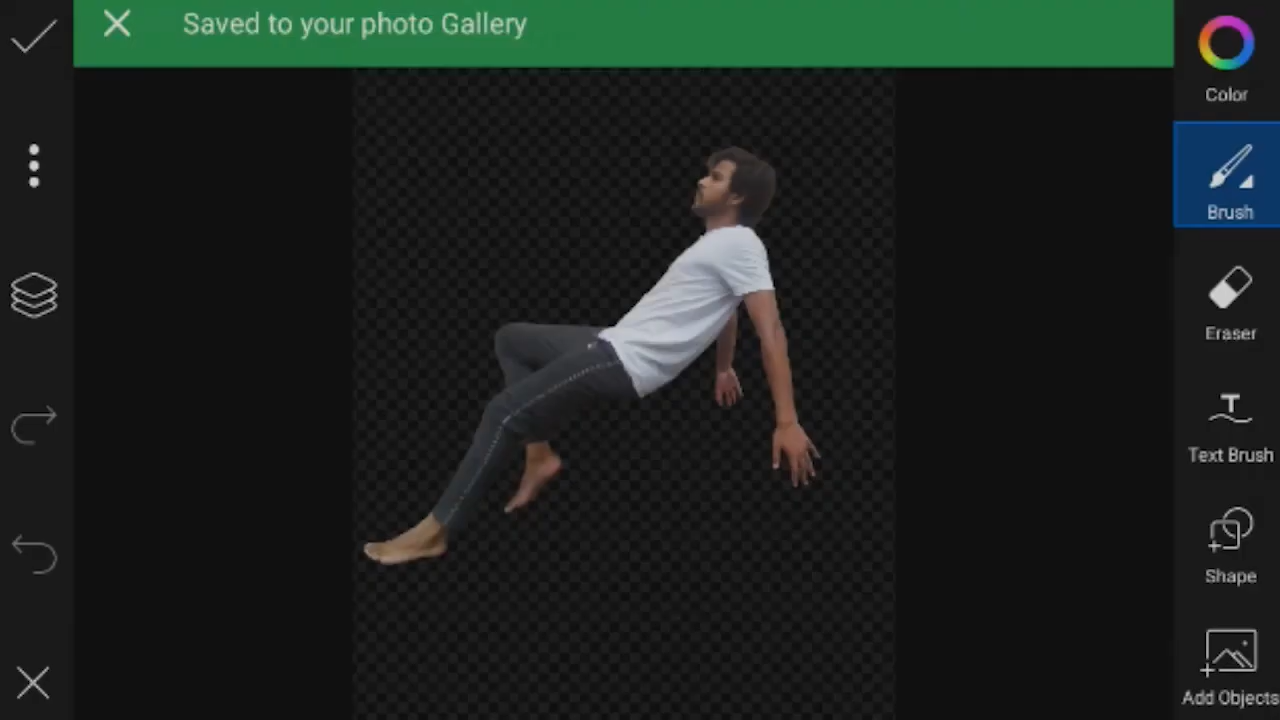 Saved to your photo Gallery
Color
Brush
Eraser
Text Brush
Shape
Add Objects